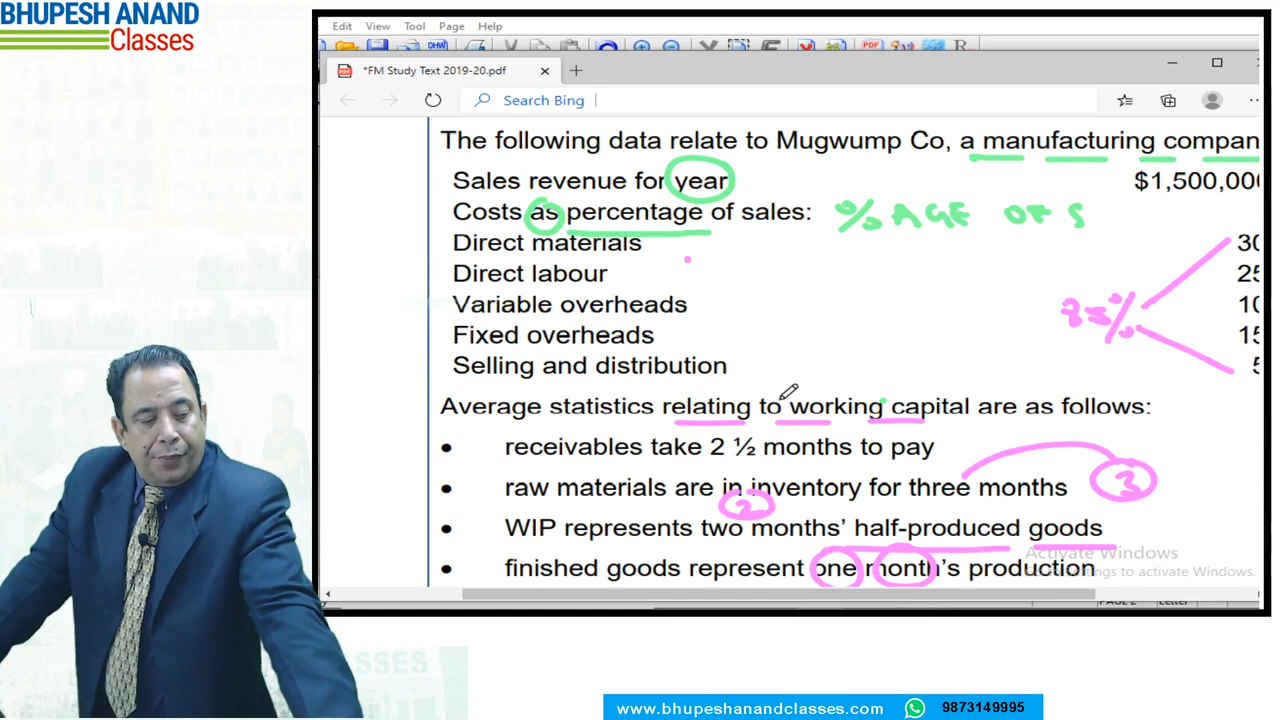 BHUPESH ANAND
Classes
Edit View Tool Page Help
*FM Study Text 2019-20.pdf
Search Bing
The following data relate to Mugwump Co, a manufacturing compan
Sales revenue for year $1,500,000
Costs as percentage of sales: %AGE OF S
Direct materials 30
Direct labour 25
Variable overheads 10
85%
Fixed overheads 15
Selling and distribution 5
Average statistics relating to working capital are as follows:
• receivables take 2 ½ months to pay
• raw materials are in inventory for three months 3
2
• WIP represents two months' half-produced goods
Activate Windows
• finished goods represent one month's production
to activate Windows.
www.bhupeshanandclasses.com 9873149995